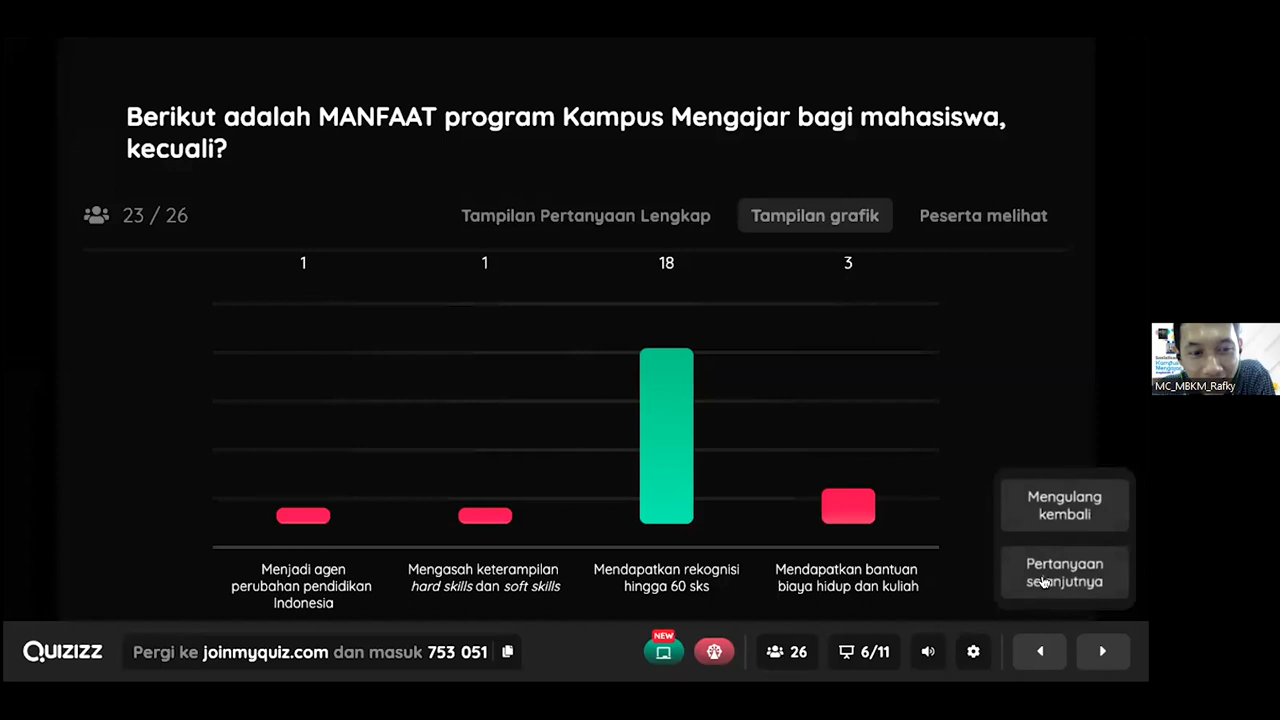 Berikut adalah MANFAAT program Kampus Mengajar bagi mahasiswa,
kecuali?
23 / 26
Tampilan Pertanyaan Lengkap
Tampilan grafik
Peserta melihat
1
1
18
3
Menjadi agen
perubahan pendidikan
Indonesia
Mengasah keterampilan
hard skills dan soft skills
Mendapatkan rekognisi
hingga 60 sks
Mendapatkan bantuan
biaya hidup dan kuliah
Mengulang
kembali
Pertanyaan
selanjutnya
Kampus
Mengajar
MC_MBKM_Rafky
QUIZIZZ
Pergi ke joinmyquiz.com dan masuk 753 051
NEW
26
6/11